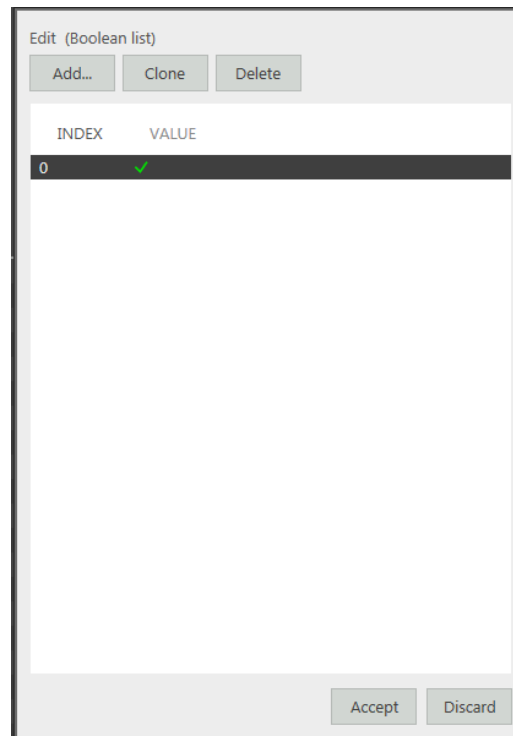 Edit (Boolean list)
Add... Clone Delete
INDEX VALUE
0
Accept Discard